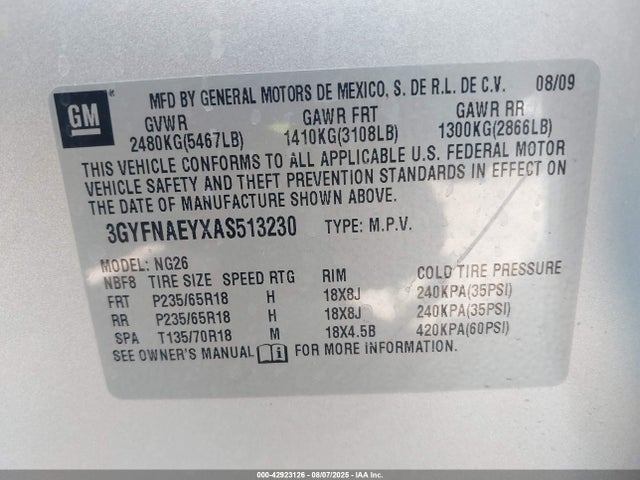 GM
MFD BY GENERAL MOTORS DE MEXICO, S. DE R.L. DE C.V. 08/09
GVWR GAWR FRT GAWR RR
2480KG(5467LB) 1410KG(3108LB) 1300KG(2866LB)
THIS VEHICLE CONFORMS TO ALL APPLICABLE U.S. FEDERAL MOTOR
VEHICLE SAFETY AND THEFT PREVENTION STANDARDS IN EFFECT ON
THE DATE OF MANUFACTURE SHOWN ABOVE.
3GYFNAEYXAS513230 TYPE: M.P.V.
MODEL: NG26
NBF8 TIRE SIZE SPEED RTG RIM COLD TIRE PRESSURE
FRT P235/65R18 H 18X8J 240KPA(35PSI)
RR P235/65R18 H 18X8J 240KPA(35PSI)
SPA T135/70R18 M 18X4.5B 420KPA(60PSI)
SEE OWNER'S MANUAL FOR MORE INFORMATION.
000-42923126 - 08/07/2025 - IAA Inc.